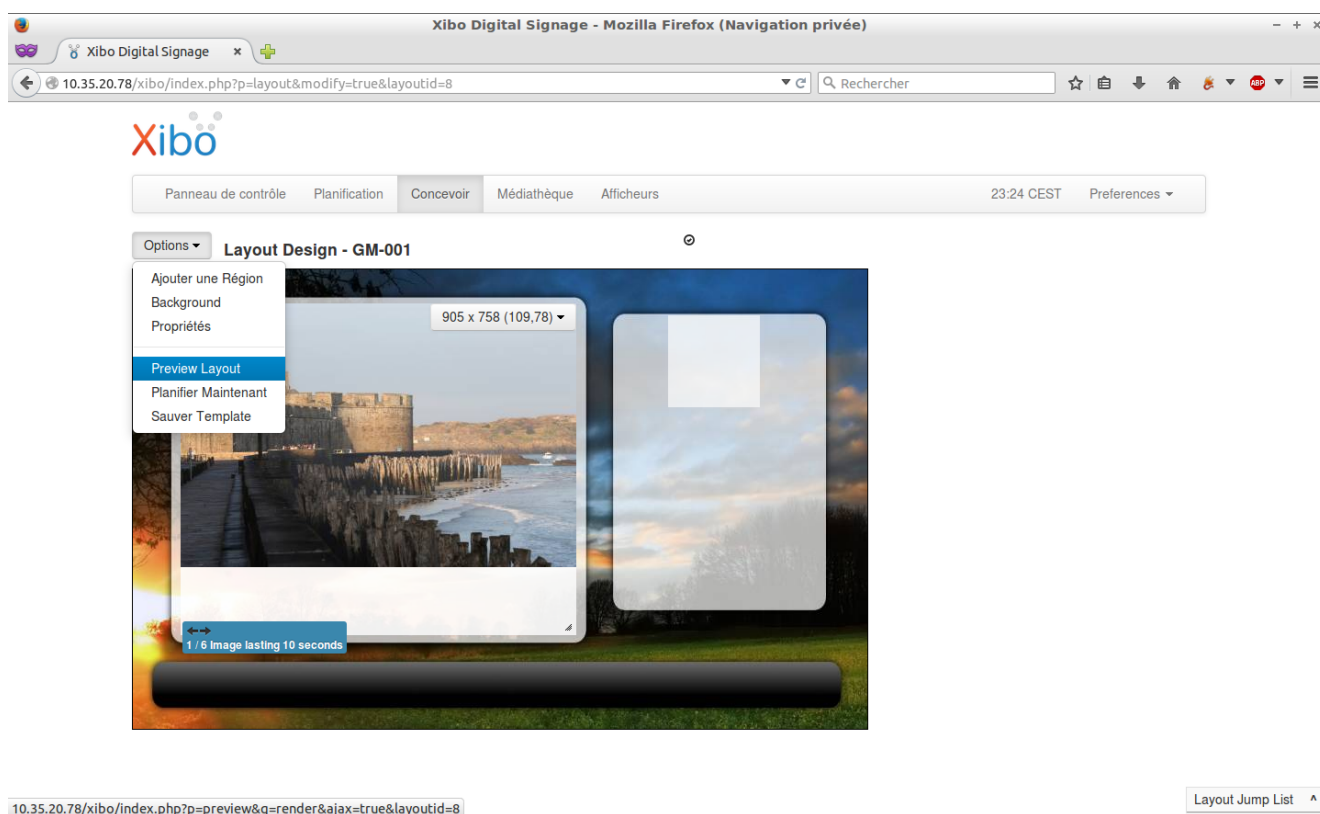 Xibo Digital Signage - Mozilla Firefox (Navigation privée)
Xibo Digital Signage
10.35.20.78/xibo/index.php?p=layout&modify=true&layoutid=8
Rechercher
ABP
Xibo
Panneau de contrôle Planification Concevoir Médiathèque Afficheurs 23:24 CEST Preferences
Options Layout Design - GM-001
Ajouter une Région
Background
Propriétés
905 x 758 (109,78)
Preview Layout
Planifier Maintenant
Sauver Template
1 / 6 Image lasting 10 seconds
Layout Jump List
10.35.20.78/xibo/index.php?p=preview&q=render&ajax=true&layoutid=8